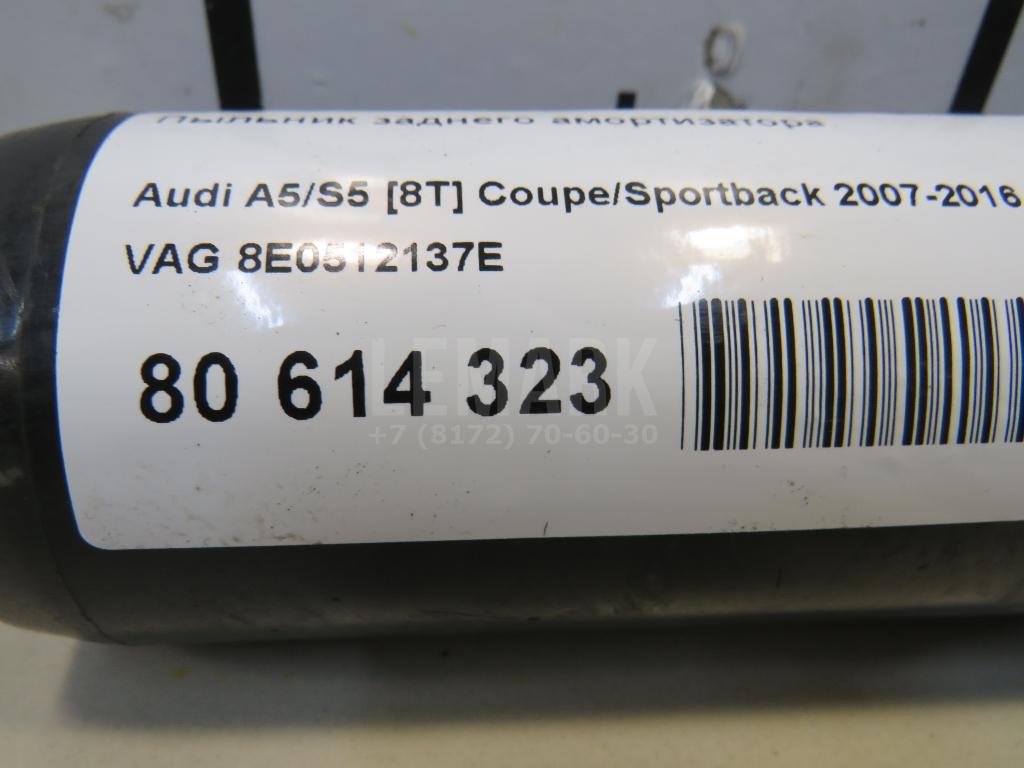 Пыльник заднего амортизатора
Audi A5/S5 [8T] Coupe/Sportback 2007-2016
VAG 8E0512137E
80 614 323
LEMARK
+7 (8172) 70-60-30